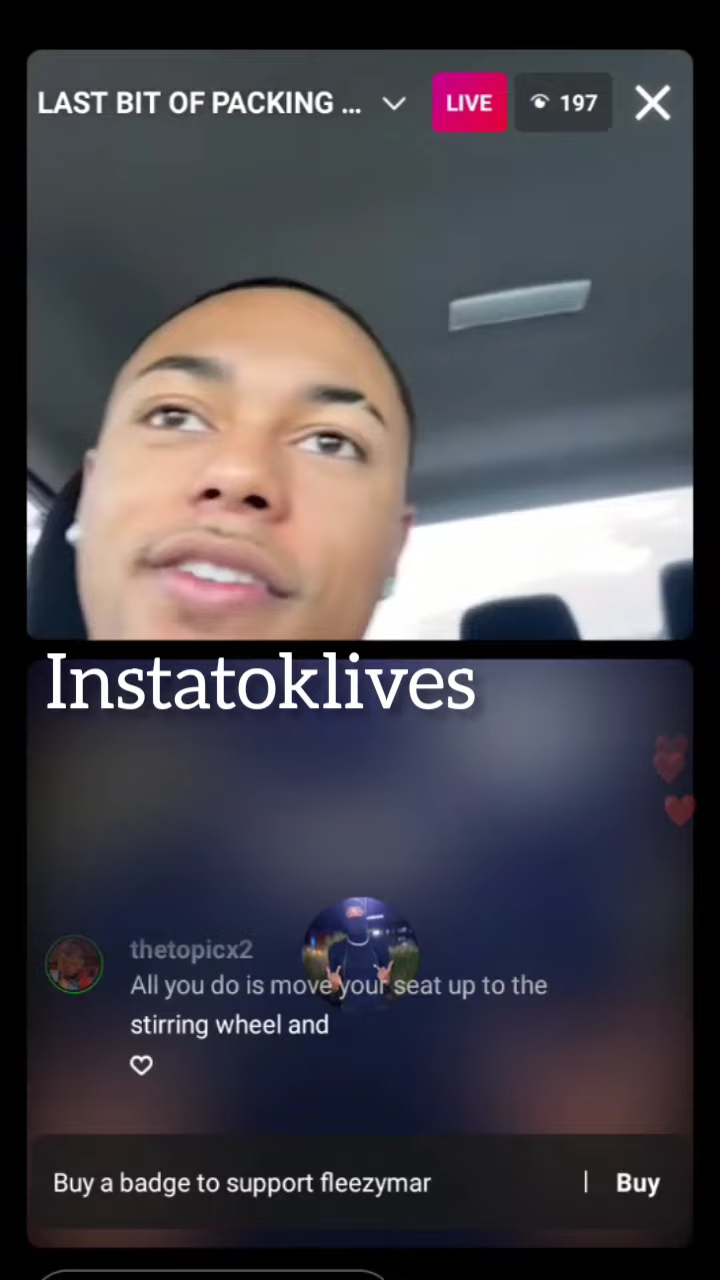 LAST BIT OF PACKING ...
LIVE
197
Instatoklives
thetopicx2
All you do is move your seat up to the
stirring wheel and
Buy a badge to support fleezymar
Buy